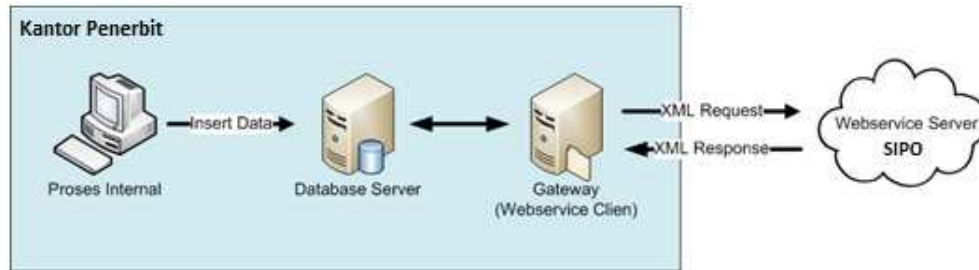 Kantor Penerbit
Insert Data
XML Request
XML Response
Webservice Server
SIPO
Proses Internal
Database Server
Gateway
(Webservice Clien)